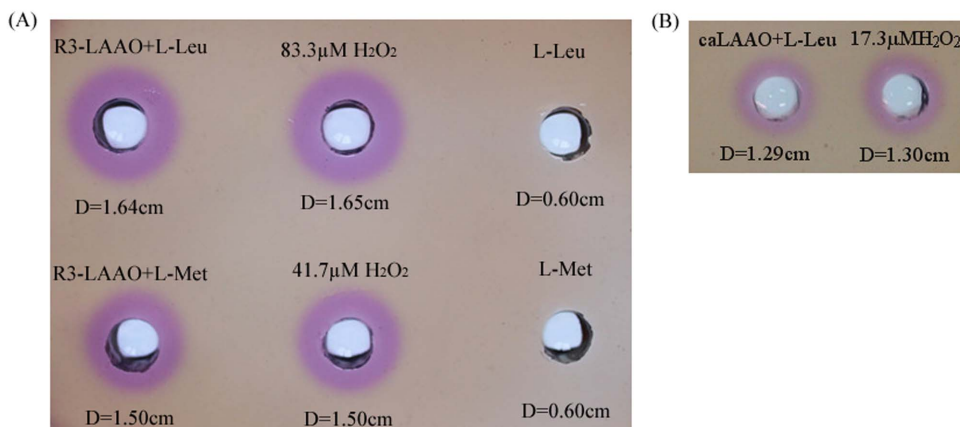 (A)
R3-LAAO+L-Leu 83.3µM H₂O₂ L-Leu
D=1.64cm D=1.65cm D=0.60cm
R3-LAAO+L-Met 41.7µM H₂O₂ L-Met
D=1.50cm D=1.50cm D=0.60cm
(B)
caLAAO+L-Leu 17.3µMH₂O₂
D=1.29cm D=1.30cm